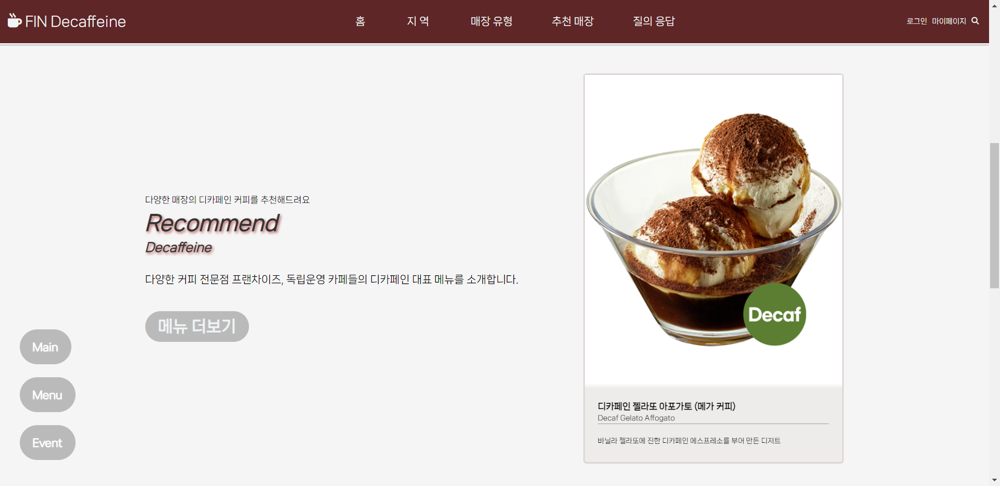 FIN Decaffeine
홈 지역 매장 유형 추천 매장 질의 응답
로그인 마이페이지
다양한 매장의 디카페인 커피를 추천해드려요
Recommend
Decaffeine
다양한 커피 전문점 프랜차이즈, 독립운영 카페들의 디카페인 대표 메뉴를 소개합니다.
메뉴 더보기
Main
Menu
Event
Decaf
디카페인 젤라또 아포가토 (메가 커피)
Decaf Gelato Affogato
바닐라 젤라또에 진한 디카페인 에스프레소를 부어 만든 디저트